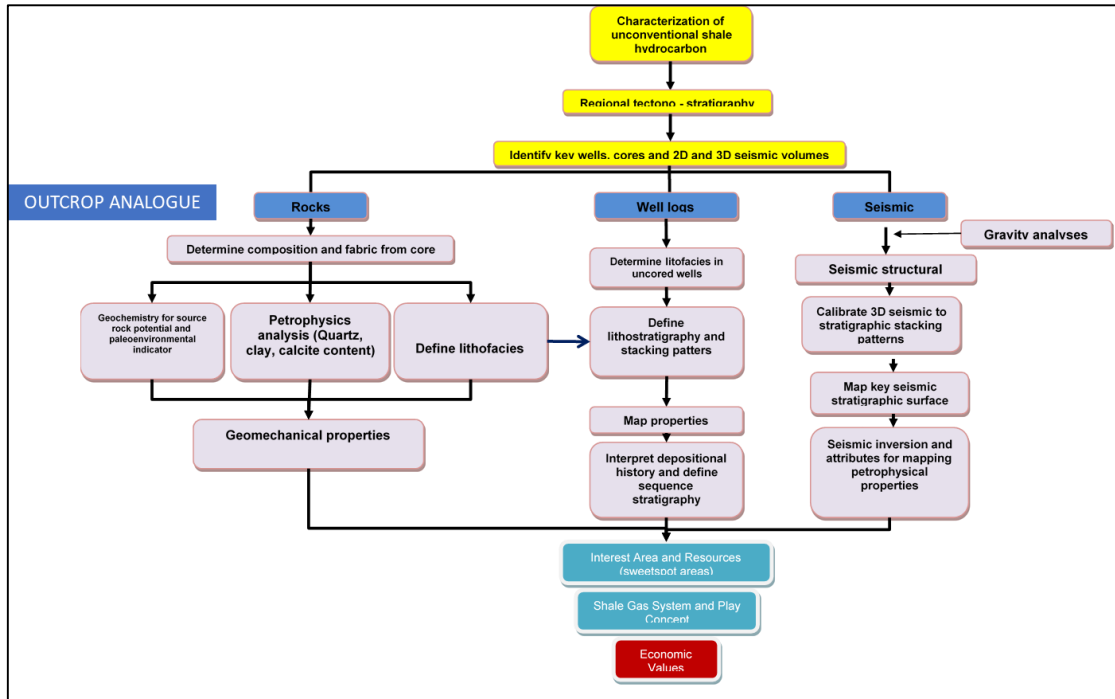 Characterization of
unconventional shale
hydrocarbon
Regional tectono - stratigraphy
Identify key wells, cores and 2D and 3D seismic volumes
OUTCROP ANALOGUE
Rocks
Well logs
Seismic
Gravity analyses
Determine composition and fabric from core
Determine litofacies in
uncored wells
Seismic structural
Geochemistry for source
rock potential and
paleoenvironmental
indicator
Petrophysics
analysis (Quartz,
clay, calcite content)
Define lithofacies
Define
lithostratigraphy and
stacking patters
Calibrate 3D seismic to
stratigraphic stacking
patterns
Map key seismic
stratigraphic surface
Geomechanical properties
Map properties
Interpret depositional
history and define
sequence
stratigraphy
Seismic inversion and
attributes for mapping
petrophysical
properties
Interest Area and Resources
(sweetspot areas)
Shale Gas System and Play
Concept
Economic
Values